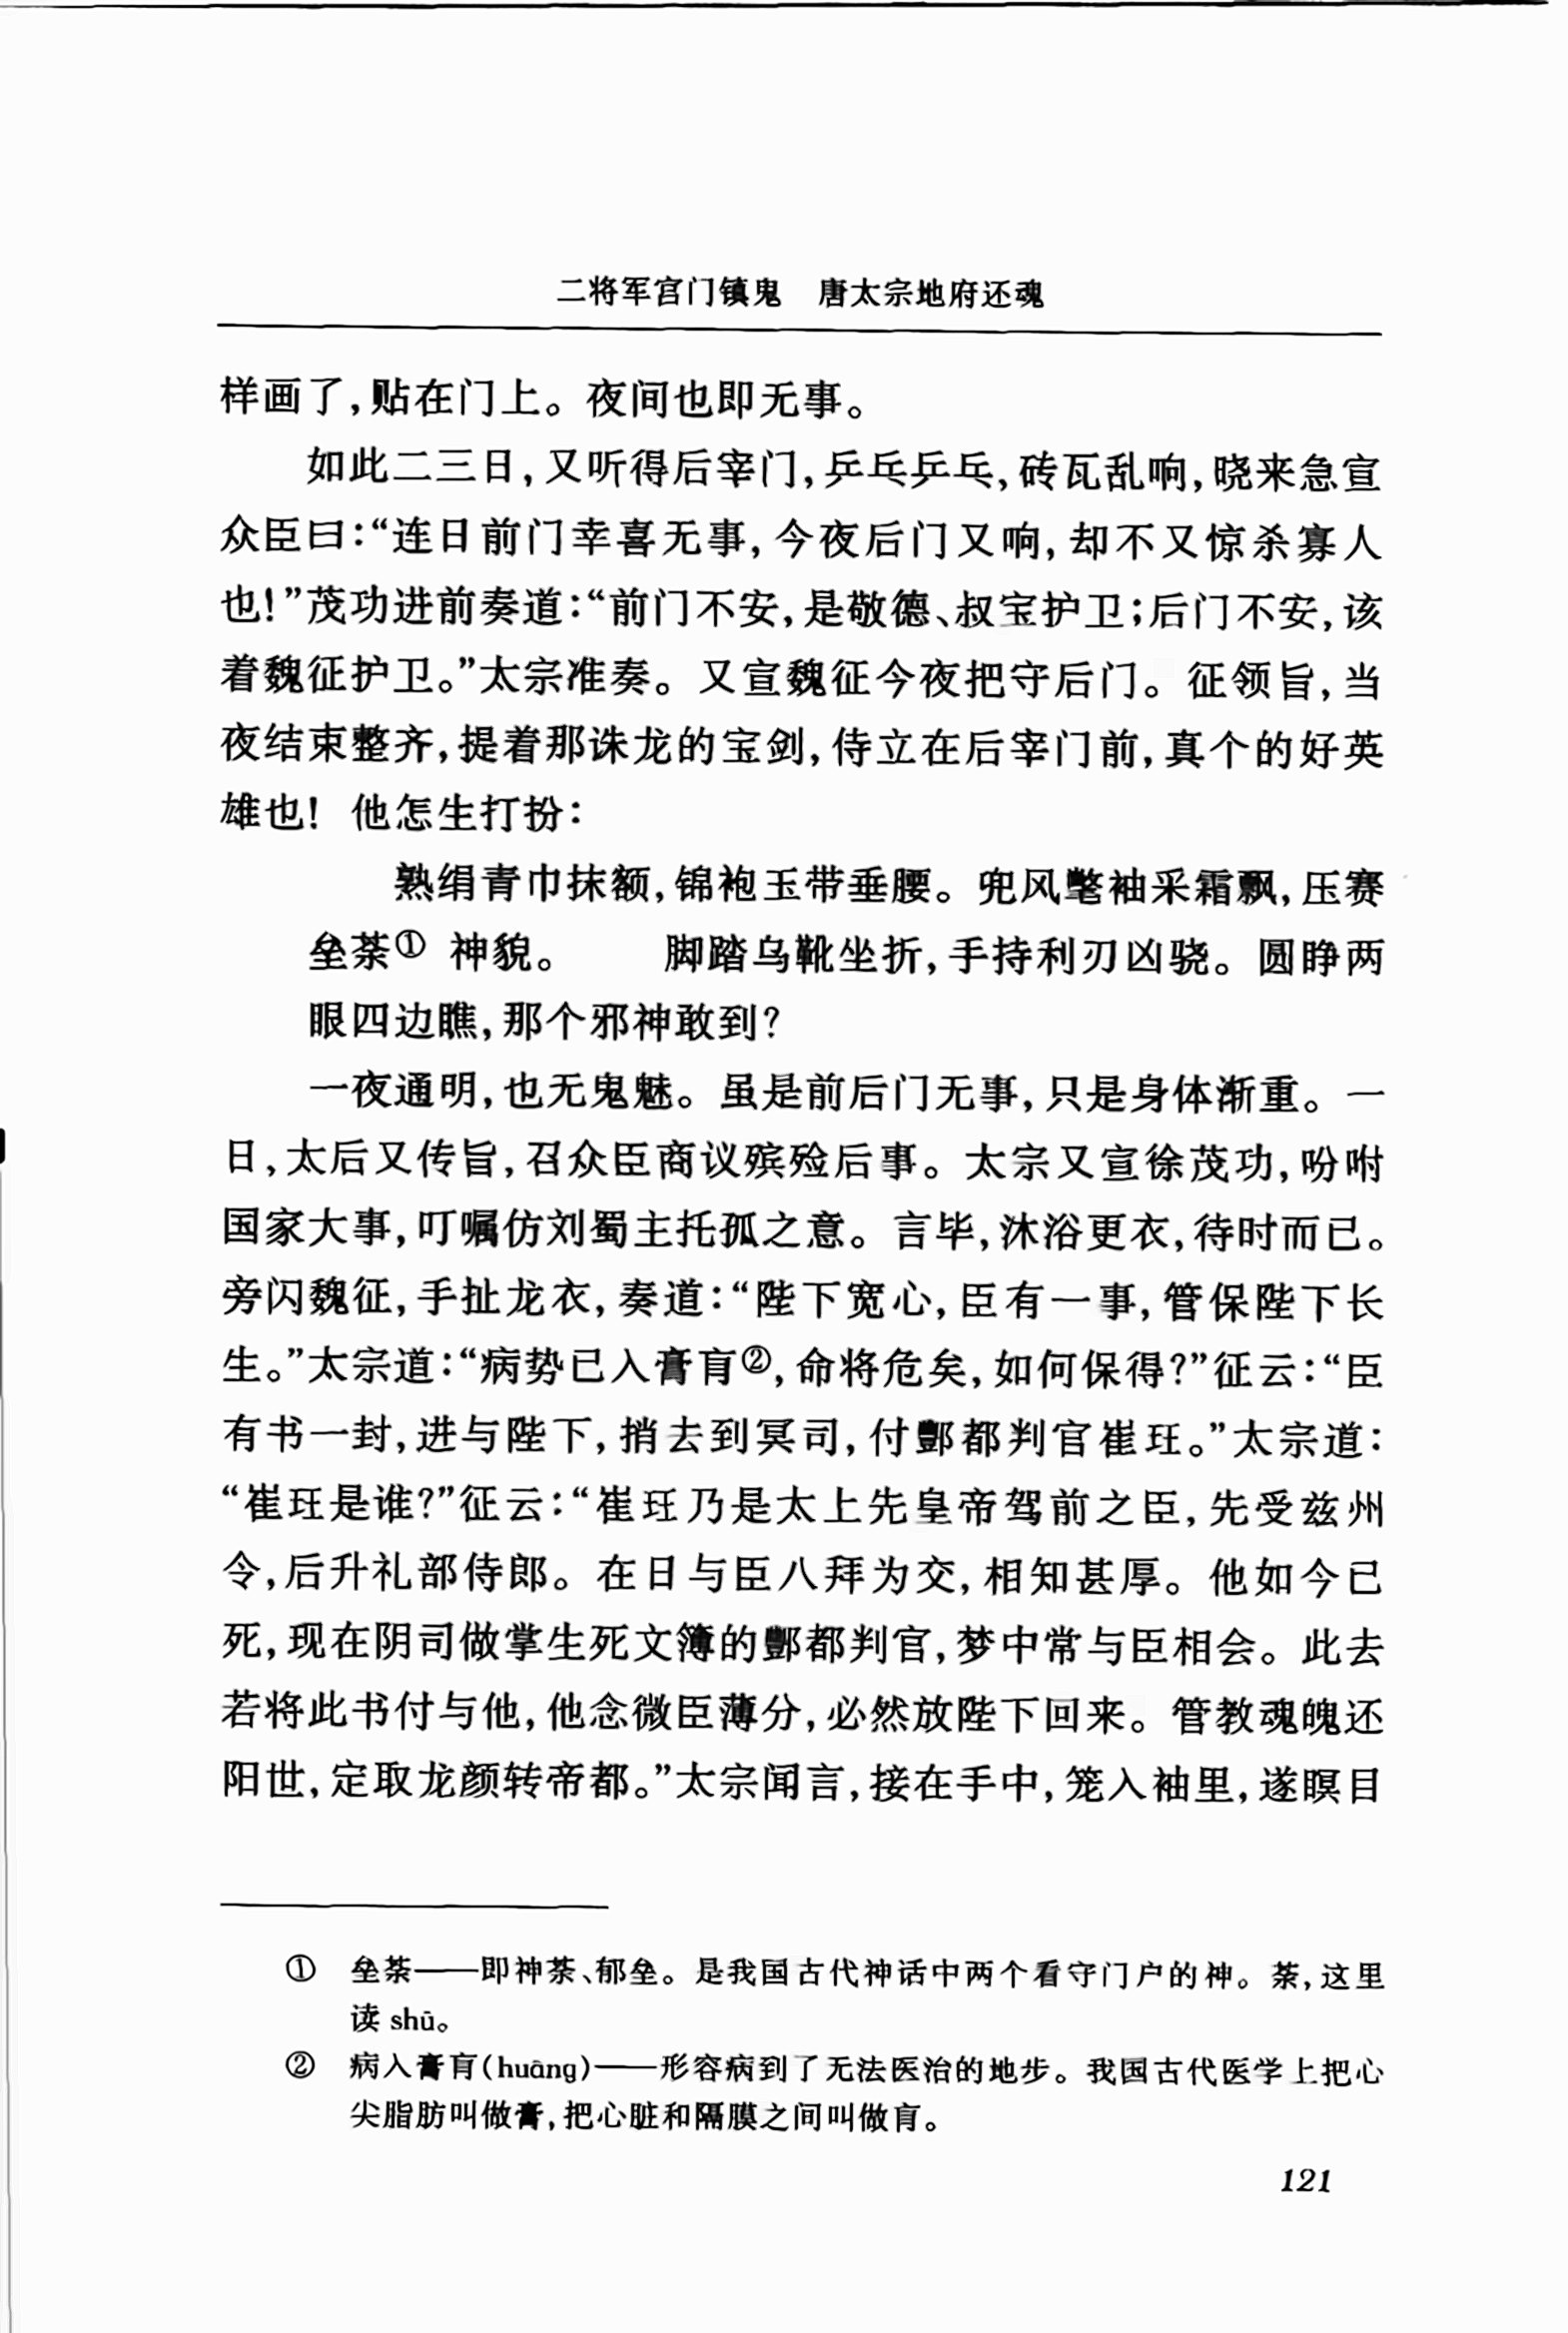 二将军宫门镇鬼　唐太宗地府还魂
样画了,贴在门上。夜间也即无事。
如此二三日,又听得后宰门,乒乓乒乓,砖瓦乱响,晓来急宣
众臣曰:“连日前门幸喜无事,今夜后门又响,却不又惊杀寡人
也!”茂功进前奏道:“前门不安,是敬德、叔宝护卫;后门不安,该
着魏征护卫。”太宗准奏。又宣魏征今夜把守后门。征领旨,当
夜结束整齐,提着那诛龙的宝剑,侍立在后宰门前,真个的好英
雄也! 他怎生打扮:
熟绢青巾抹额,锦袍玉带垂腰。兜风氅袖采霜飘,压赛
垒荼① 神貌。　　脚踏乌靴坐折,手持利刃凶骁。圆睁两
眼四边瞧,那个邪神敢到?
一夜通明,也无鬼魅。虽是前后门无事,只是身体渐重。一
日,太后又传旨,召众臣商议殡殓后事。太宗又宣徐茂功,吩咐
国家大事,叮嘱仿刘蜀主托孤之意。言毕,沐浴更衣,待时而已。
旁闪魏征,手扯龙衣,奏道:“陛下宽心,臣有一事,管保陛下长
生。”太宗道:“病势已入膏肓②,命将危矣,如何保得?”征云:“臣
有书一封,进与陛下,捎去到冥司,付酆都判官崔珏。”太宗道:
“崔珏是谁?”征云:“崔珏乃是太上先皇帝驾前之臣,先受兹州
令,后升礼部侍郎。在日与臣八拜为交,相知甚厚。他如今已
死,现在阴司做掌生死文簿的酆都判官,梦中常与臣相会。此去
若将此书付与他,他念微臣薄分,必然放陛下回来。管教魂魄还
阳世,定取龙颜转帝都。”太宗闻言,接在手中,笼入袖里,遂瞑目
① 垒荼——即神荼、郁垒。是我国古代神话中两个看守门户的神。荼,这里
读 shū。
② 病入膏肓(huāng)——形容病到了无法医治的地步。我国古代医学上把心
尖脂肪叫做膏,把心脏和隔膜之间叫做肓。
121